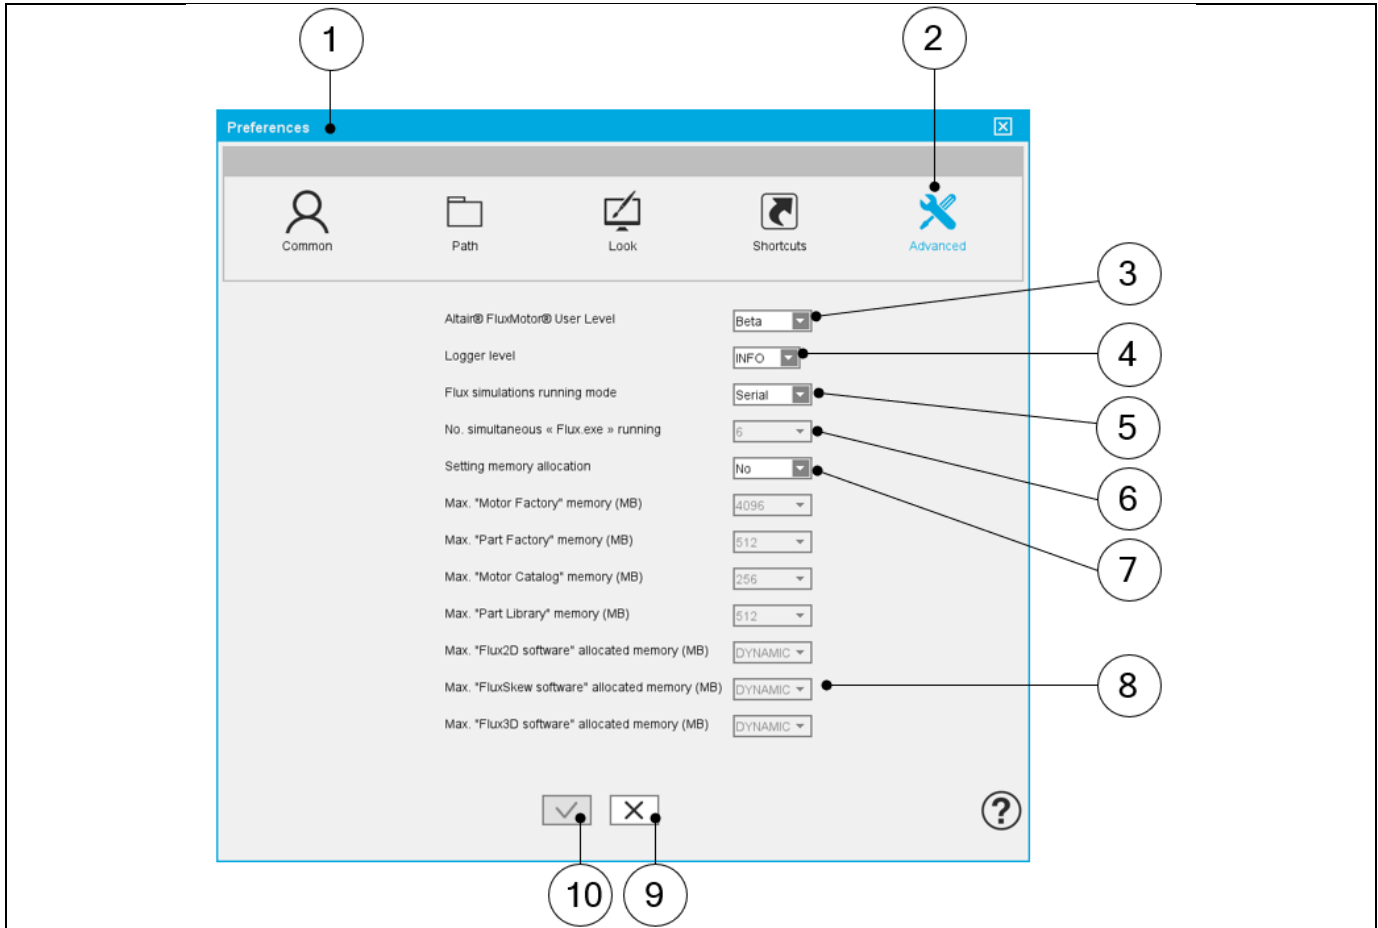 1
2
Preferences
Common
Path
Look
Shortcuts
Advanced
3
Altair® FluxMotor® User Level
Beta
4
Logger level
INFO
Flux simulations running mode
Serial
5
No. simultaneous « Flux.exe » running
6
Setting memory allocation
No
6
Max. "Motor Factory" memory (MB)
4096
Max. "Part Factory" memory (MB)
512
7
Max. "Motor Catalog" memory (MB)
256
Max. "Part Library" memory (MB)
512
Max. "Flux2D software" allocated memory (MB)
DYNAMIC
Max. "FluxSkew software" allocated memory (MB)
DYNAMIC
8
Max. "Flux3D software" allocated memory (MB)
DYNAMIC
?
10
9